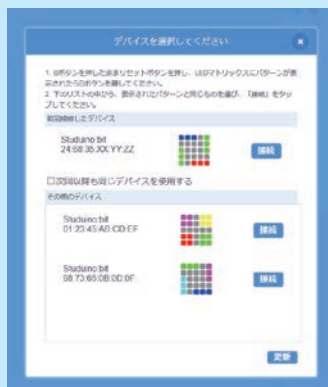 デバイスを選択してください
×
1. Bボタンを押したままリセットボタンを押し、LEDマトリックスにパターンが表
示されたらBボタンを離してください。
2. 下のリストの中から、表示されたパターンと同じものを選び、「接続」をタッ
プしてください。
前回接続したデバイス
Studuino:bit
24:68:35:XX:YY:ZZ
接続
□次回以降も同じデバイスを使用する
その他のデバイス
Studuino:bit
01:23:45:AB:CD:EF
接続
Studuino:bit
98:73:65:0B:0D:0F
接続
更新